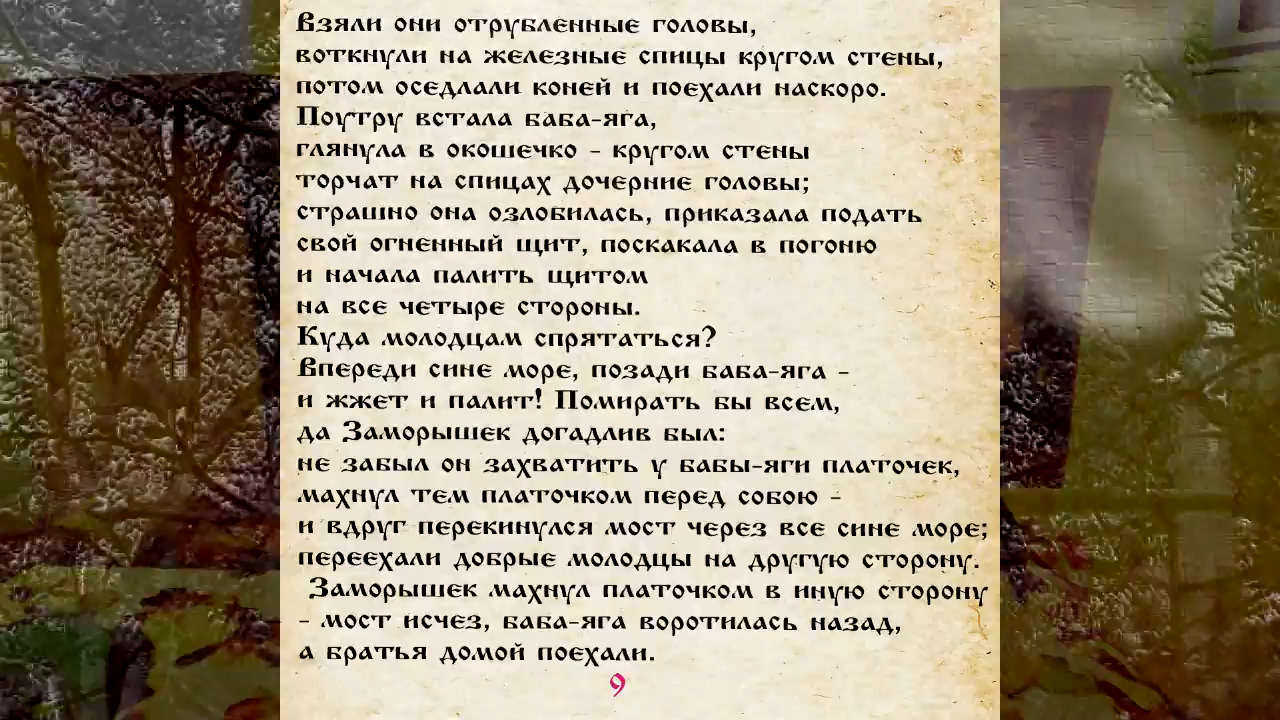 Взяли они отрубленные головы,
воткнули на железные спицы кругом стены,
потом оседлали коней и поехали наскоро.
Поутру встала баба-яга,
глянула в окошечко - кругом стены
торчат на спицах дочерние головы;
страшно она озлобилась, приказала подать
свой огненный щит, поскакала в погоню
и начала палить щитом
на все четыре стороны.
Куда молодцам спрятаться?
Впереди сине море, позади баба-яга -
и жжет и палит! Помирать бы всем,
да Заморышек догадлив был:
не забыл он захватить у бабы-яги платочек,
махнул тем платочком перед собою -
и вдруг перекинулся мост через все сине море;
переехали добрые молодцы на другую сторону.
Заморышек махнул платочком в иную сторону
- мост исчез, баба-яга воротилась назад,
а братья домой поехали.
9